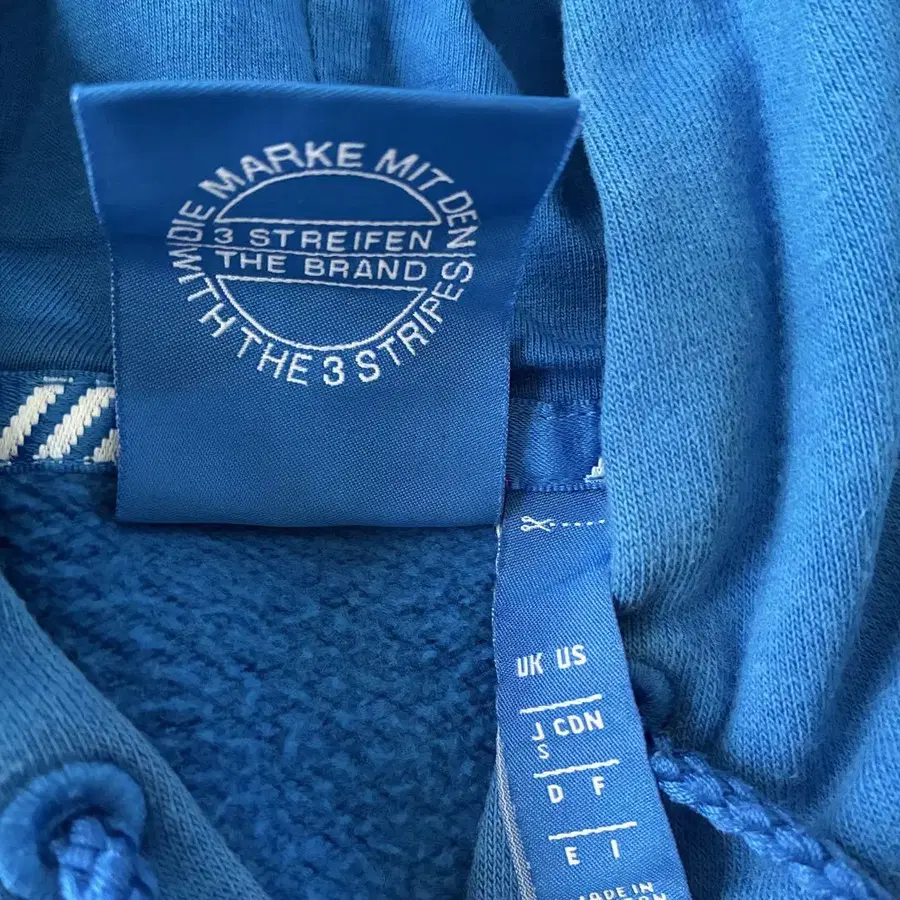 DIE MARKE MIT DEN
3 STREIFEN
THE BRAND
WITH THE 3 STRIPES
UK US
J CDN
S
D F
E I
MADE IN